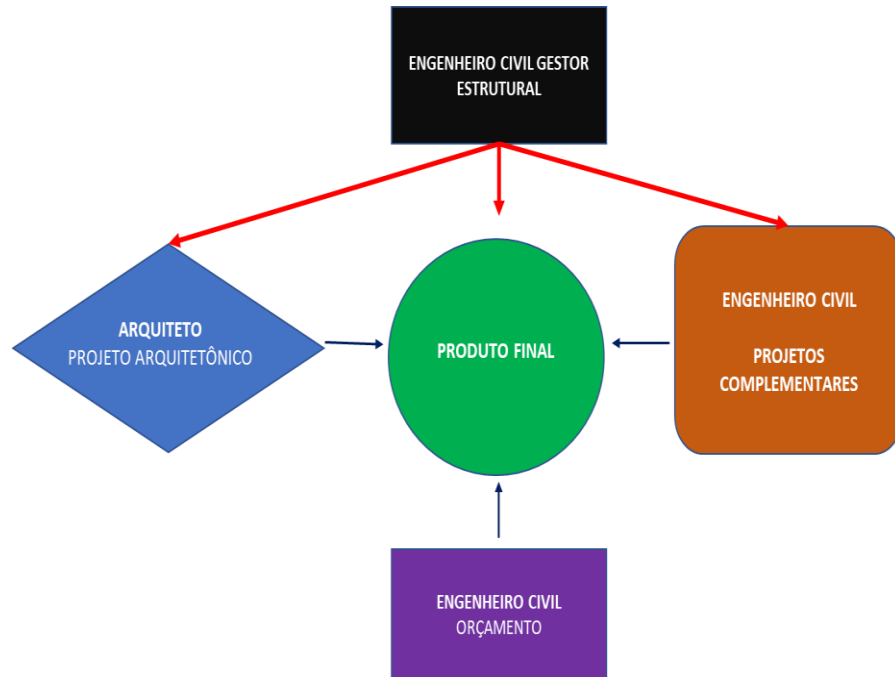 ENGENHEIRO CIVIL GESTOR
ESTRUTURAL
ARQUITETO
PROJETO ARQUITETÔNICO
PRODUTO FINAL
ENGENHEIRO CIVIL
PROJETOS
COMPLEMENTARES
ENGENHEIRO CIVIL
ORÇAMENTO